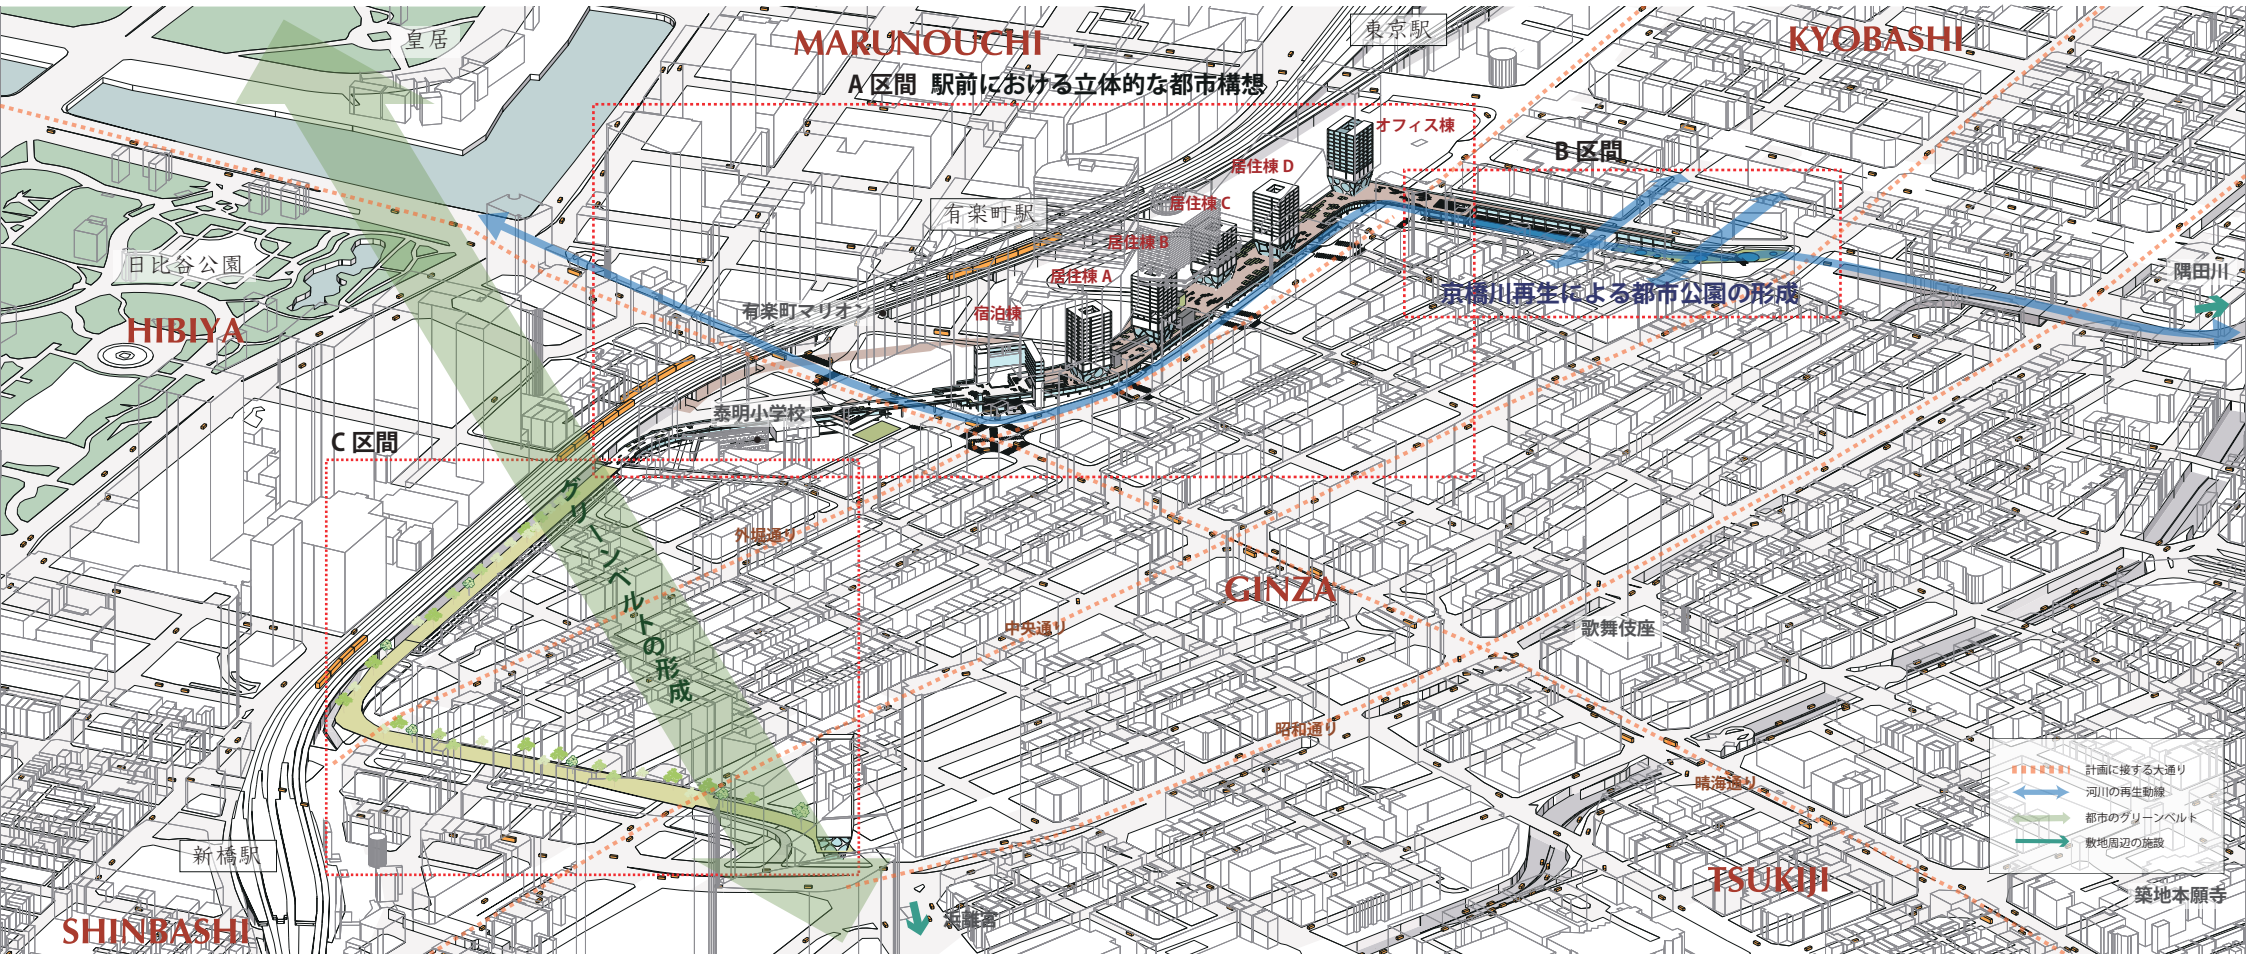 皇居
MARUNOUCHI
東京駅
KYOBASHI
A 区間 駅前における立体的な都市構想
オフィス棟
B 区間
居住棟 D
居住棟 C
有楽町駅
居住棟 B
日比谷公園
居住棟 A
隅田川
京橋川再生による都市公園の形成
有楽町マリオン
宿泊棟
HIBIYA
泰明小学校
C 区間
グリーンベルトの形成
外堀通り
GINZA
中央通り
歌舞伎座
昭和通り
晴海通り
計画に接する大通り
河川の再生動線
都市のグリーンベルト
敷地周辺の施設
新橋駅
TSUKIJI
築地本願寺
浜離宮
SHINBASHI